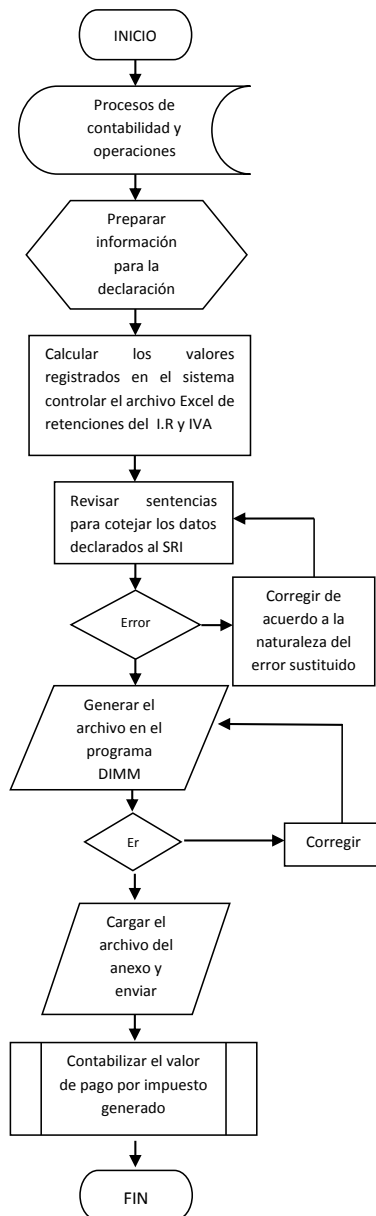 INICIO
Procesos de
contabilidad y
operaciones
Preparar
información
para la
declaración
Calcular los valores
registrados en el sistema
controlar el archivo Excel de
retenciones del I.R y IVA
Revisar sentencias
para cotejar los datos
declarados al SRI
Error
Corregir de
acuerdo a la
naturaleza del
error sustituido
Generar el
archivo en el
programa
DIMM
Er
Corregir
Cargar el
archivo del
anexo y
enviar
Contabilizar el valor
de pago por impuesto
generado
FIN